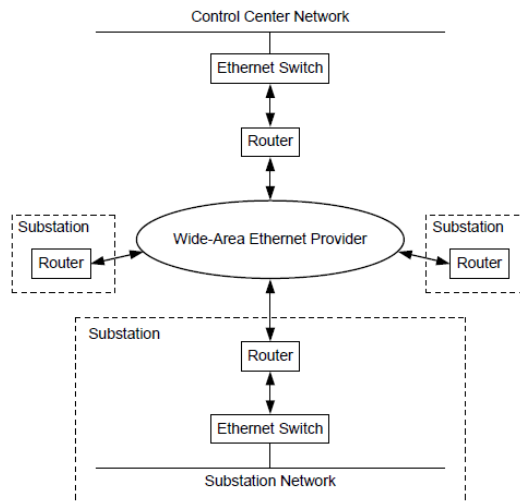 Control Center Network
Ethernet Switch
Router
Wide-Area Ethernet Provider
Substation
Router
Substation
Router
Substation
Router
Ethernet Switch
Substation Network